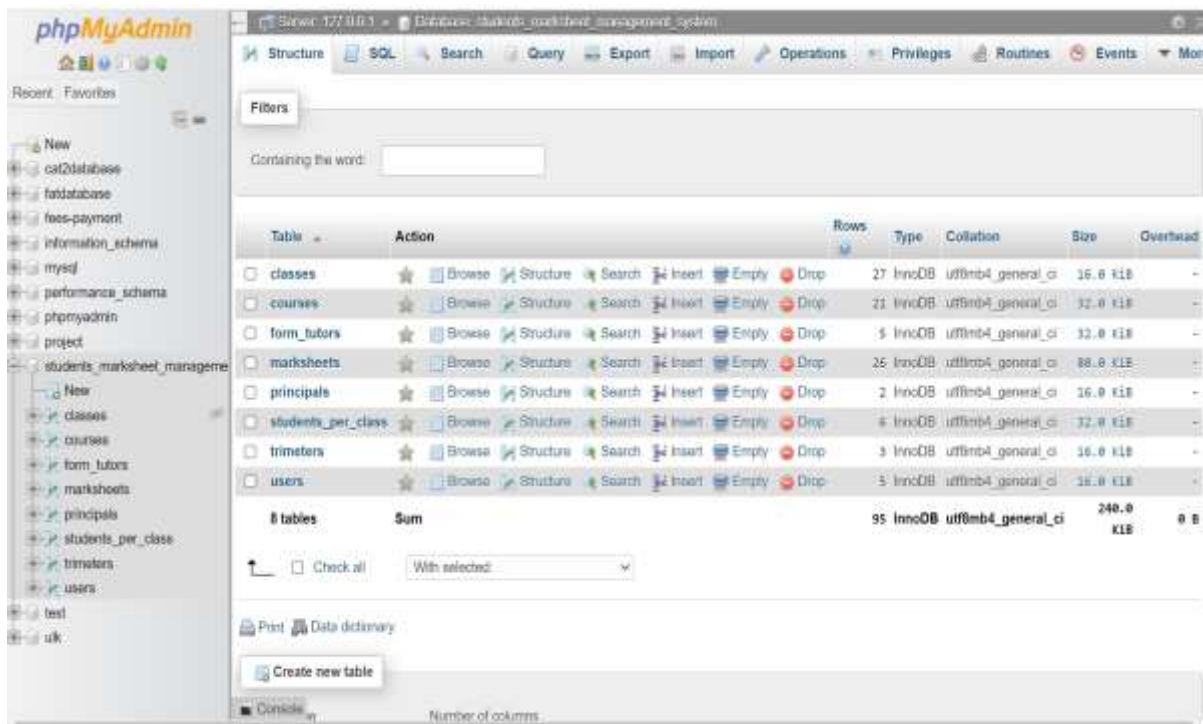 phpMyAdmin
Recent Favorites
New
cat2database
fatdatabase
fees-payment
information_schema
mysql
performance_schema
phpmyadmin
project
students_marksheet_manageme
New
classes
courses
form_tutors
marksheets
principals
students_per_class
trimeters
users
test
ulk
Server: 127.0.0.1 » Database: students_marksheet_management_system
Structure SQL Search Query Export Import Operations Privileges Routines Events Mor
Filters
Containing the word:
Table Action Rows Type Collation Size Overhead
classes Browse Structure Search Insert Empty Drop 27 InnoDB utf8mb4_general_ci 16.0 KiB -
courses Browse Structure Search Insert Empty Drop 21 InnoDB utf8mb4_general_ci 32.0 KiB -
form_tutors Browse Structure Search Insert Empty Drop 5 InnoDB utf8mb4_general_ci 32.0 KiB -
marksheets Browse Structure Search Insert Empty Drop 26 InnoDB utf8mb4_general_ci 80.0 KiB -
principals Browse Structure Search Insert Empty Drop 2 InnoDB utf8mb4_general_ci 16.0 KiB -
students_per_class Browse Structure Search Insert Empty Drop 6 InnoDB utf8mb4_general_ci 32.0 KiB -
trimeters Browse Structure Search Insert Empty Drop 3 InnoDB utf8mb4_general_ci 16.0 KiB -
users Browse Structure Search Insert Empty Drop 5 InnoDB utf8mb4_general_ci 16.0 KiB -
8 tables Sum 95 InnoDB utf8mb4_general_ci 240.0 KiB 0 B
Check all With selected:
Print Data dictionary
Create new table
Console
Number of columns